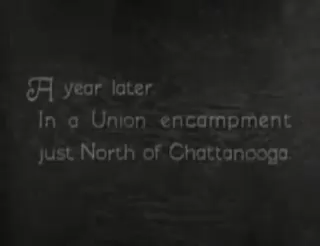 A year later
In a Union encampment
just North of Chattanooga.